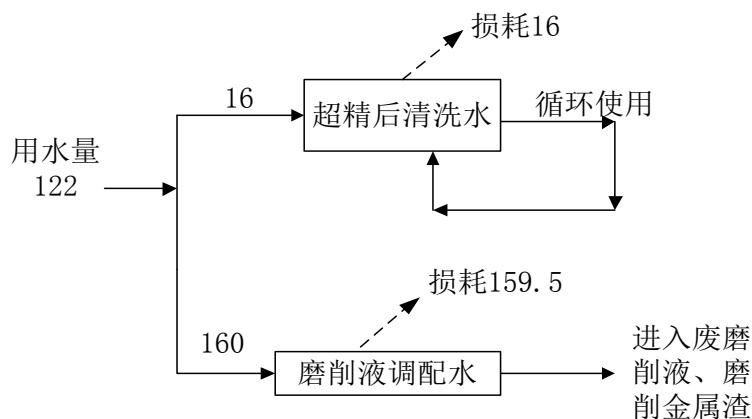 损耗16
16
超精后清洗水
循环使用
用水量
122
损耗159.5
160
磨削液调配水
进入废磨
削液、磨
削金属渣